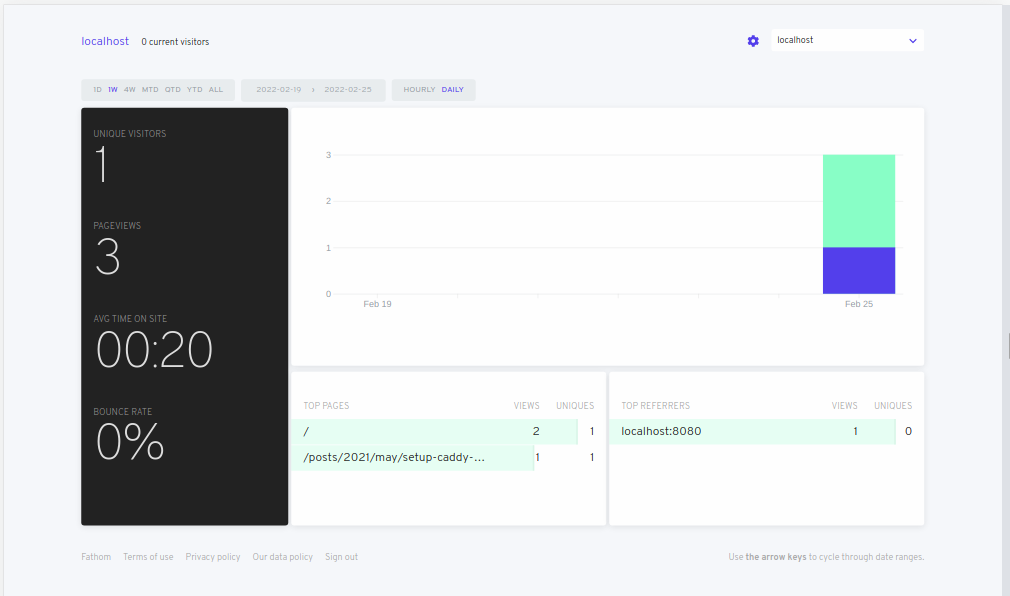 localhost 0 current visitors localhost
1D 1W 4W MTD QTD YTD ALL 2022-02-19 : 2022-02-25 HOURLY DAILY
UNIQUE VISITORS
1
PAGEVIEWS
3
AVG TIME ON SITE
00:20
BOUNCE RATE
0%
3
2
1
0
Feb 19 Feb 25
TOP PAGES VIEWS UNIQUES
/ 2 1
/posts/2021/may/setup-caddy-... 1 1
TOP REFERRERS VIEWS UNIQUES
localhost:8080 1 0
Fathom Terms of use Privacy policy Our data policy Sign out
Use the arrow keys to cycle through date ranges.